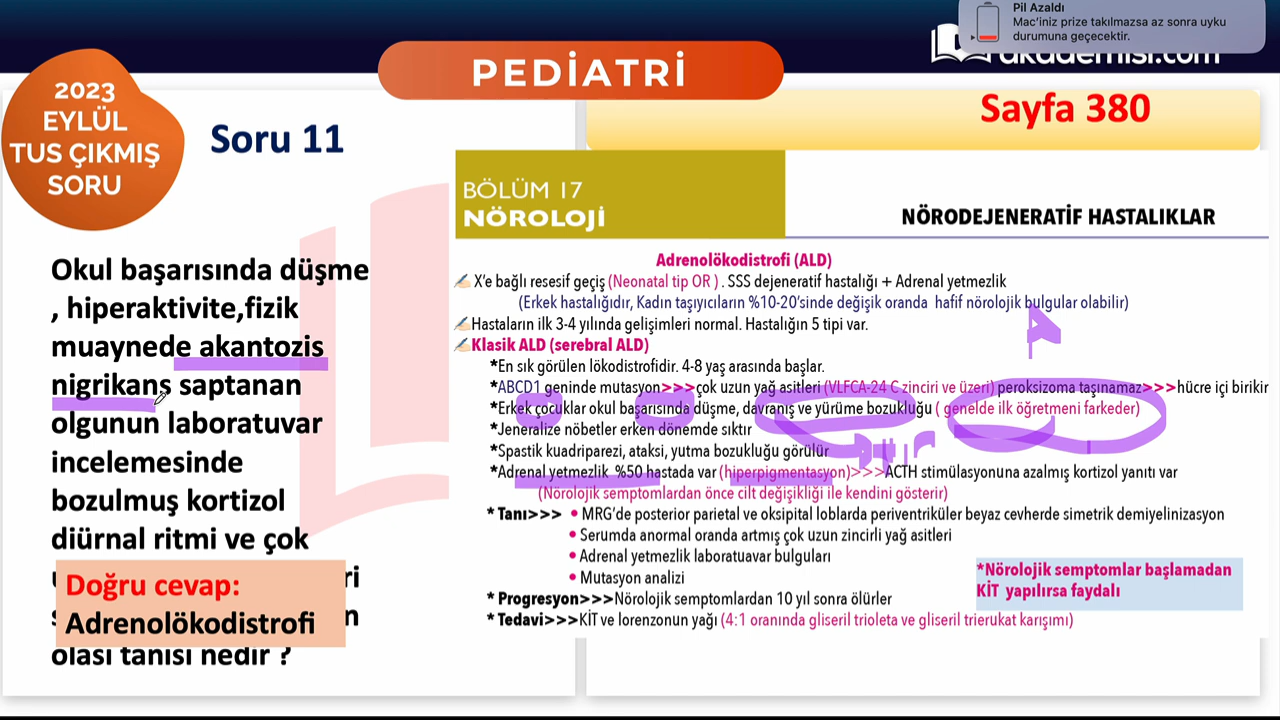 Pil Azaldı
Mac'iniz prize takılmazsa az sonra uyku
durumuna geçecektir.
akademisi.com
PEDİATRİ
2023
EYLÜL
TUS ÇIKMIŞ
SORU
Soru 11
Sayfa 380
BÖLÜM 17
NÖROLOJİ
NÖRODEJENERATİF HASTALIKLAR
Okul başarısında düşme
, hiperaktivite,fizik
muaynede akantozis
nigrikans saptanan
olgunun laboratuvar
incelemesinde
bozulmuş kortizol
diürnal ritmi ve çok
olası tanısı nedir ?
Doğru cevap:
Adrenolökodistrofi
Adrenolökodistrofi (ALD)
X'e bağlı resesif geçiş (Neonatal tip OR ) . SSS dejeneratif hastalığı + Adrenal yetmezlik
(Erkek hastalığıdır, Kadın taşıyıcıların %10-20'sinde değişik oranda hafif nörolojik bulgular olabilir)
Hastaların ilk 3-4 yılında gelişimleri normal. Hastalığın 5 tipi var.
Klasik ALD (serebral ALD)
*En sık görülen lökodistrofidir. 4-8 yaş arasında başlar.
*ABCD1 geninde mutasyon>>>çok uzun yağ asitleri (VLFCA-24 C zinciri ve üzeri) peroksizoma taşınamaz>>>hücre içi birikir
*Erkek çocuklar okul başarısında düşme, davranış ve yürüme bozukluğu ( genelde ilk öğretmeni farkeder)
*Jeneralize nöbetler erken dönemde sıktır
*Spastik kuadriparezi, ataksi, yutma bozukluğu görülür
*Adrenal yetmezlik %50 hastada var (hiperpigmentasyon)>>>ACTH stimülasyonuna azalmış kortizol yanıtı var
(Nörolojik semptomlardan önce cilt değişikliği ile kendini gösterir)
* Tanı>>> • MRG'de posterior parietal ve oksipital loblarda periventriküler beyaz cevherde simetrik demiyelinizasyon
• Serumda anormal oranda artmış çok uzun zincirli yağ asitleri
• Adrenal yetmezlik laboratuavar bulguları
• Mutasyon analizi
*Nörolojik semptomlar başlamadan
KİT yapılırsa faydalı
* Progresyon>>>Nörolojik semptomlardan 10 yıl sonra ölürler
* Tedavi>>>KİT ve lorenzonun yağı (4:1 oranında gliseril trioleta ve gliseril trierukat karışımı)